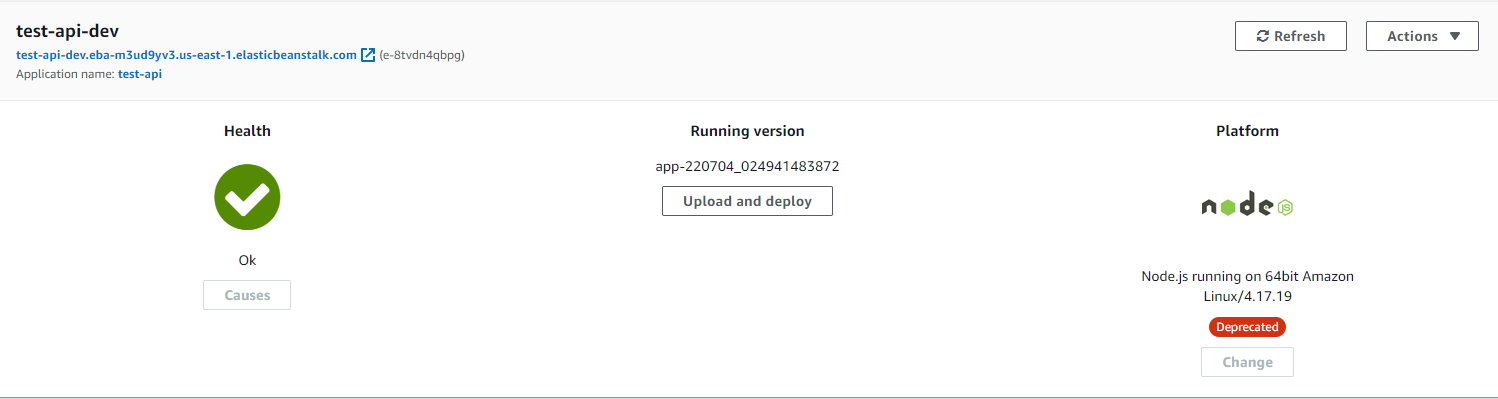 test-api-dev
Refresh
Actions
test-api-dev.eba-m3ud9yv3.us-east-1.elasticbeanstalk.com (e-8tvdn4qbpg)
Application name: test-api
Health
Running version
Platform
app-220704_024941483872
Upload and deploy
node
JS
Ok
Causes
Node.js running on 64bit Amazon
Linux/4.17.19
Deprecated
Change